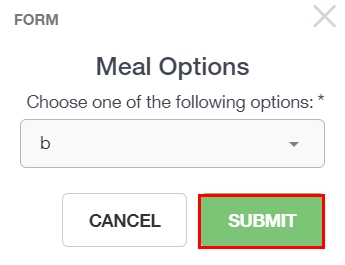 FORM
Meal Options
Choose one of the following options: *
b
CANCEL SUBMIT